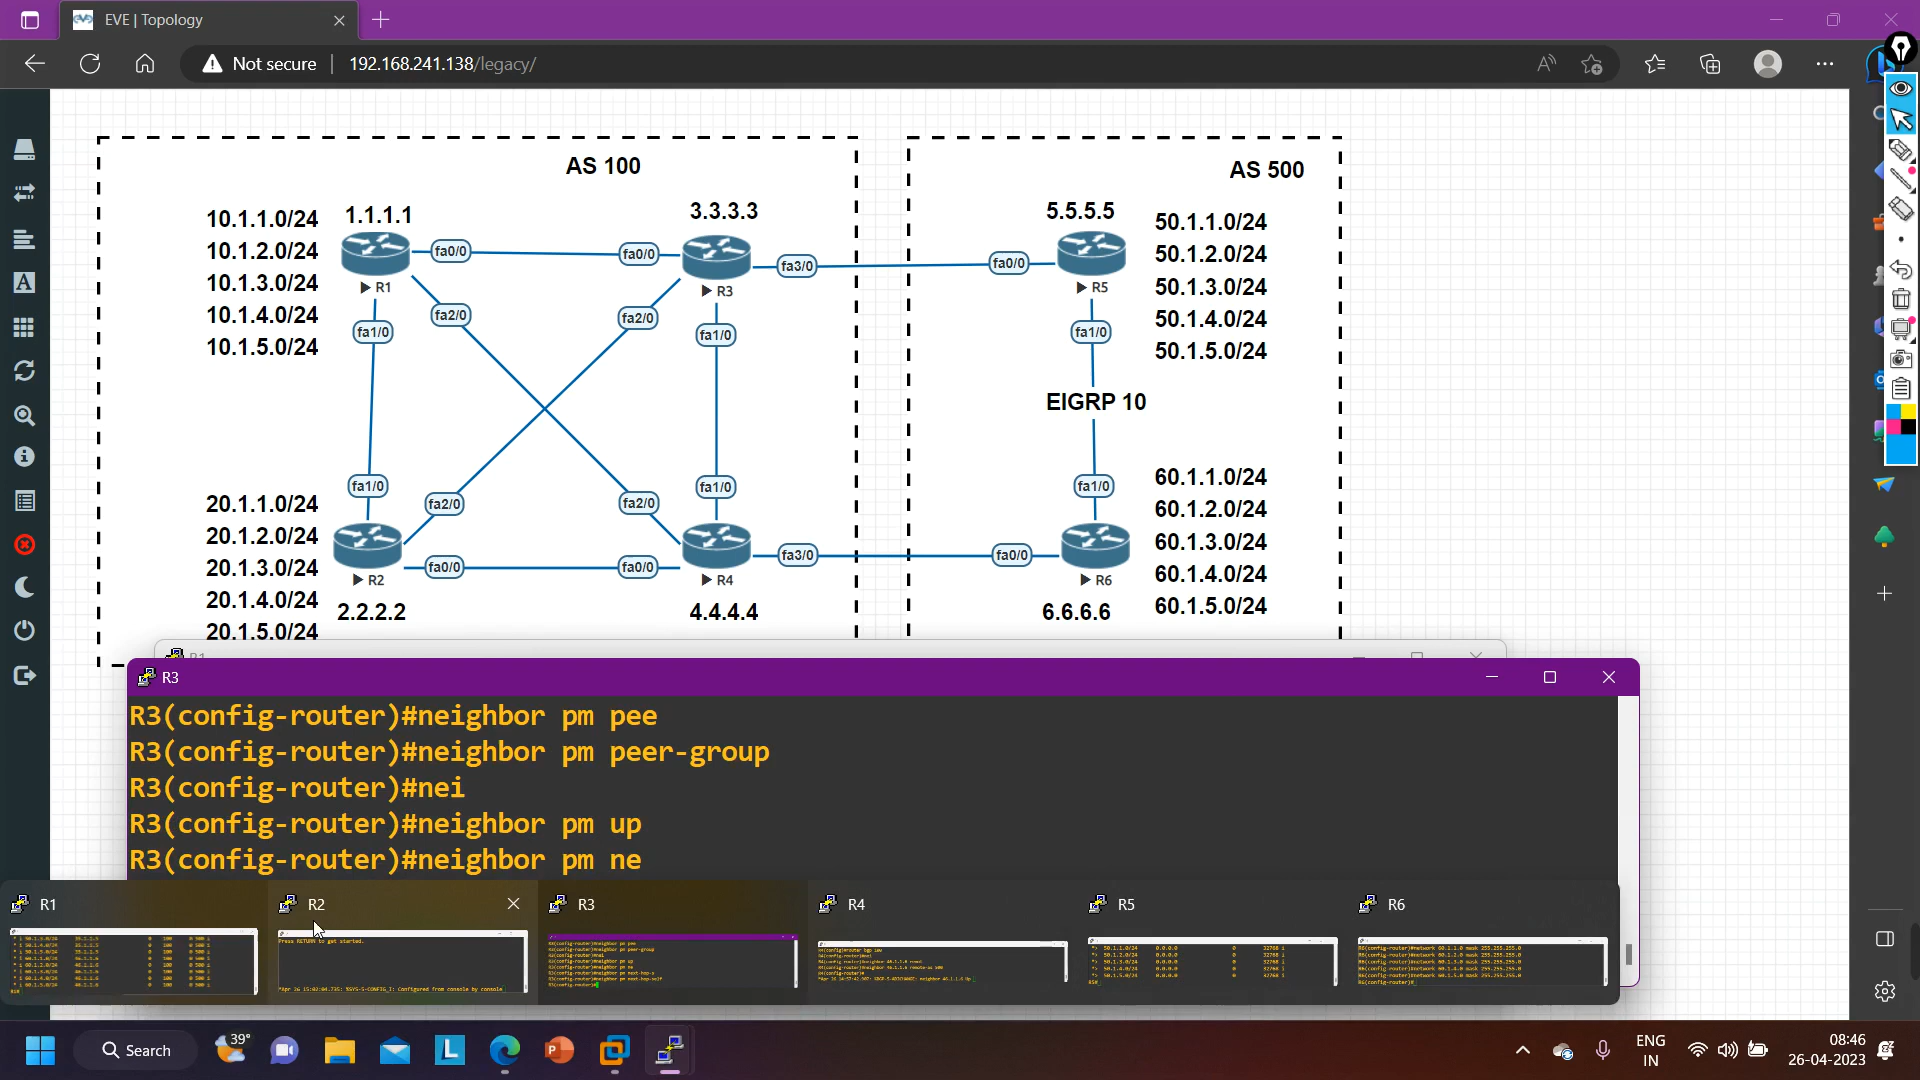 EVE | Topology
Not secure
192.168.241.138/legacy/
AS 100
AS 500
10.1.1.0/24
10.1.2.0/24
10.1.3.0/24
10.1.4.0/24
10.1.5.0/24
1.1.1.1
3.3.3.3
5.5.5.5
50.1.1.0/24
50.1.2.0/24
50.1.3.0/24
50.1.4.0/24
50.1.5.0/24
fa0/0
fa0/0
fa3/0
fa0/0
R1
R3
R5
fa2/0
fa2/0
fa1/0
fa1/0
fa1/0
EIGRP 10
fa1/0
fa1/0
fa1/0
fa2/0
fa2/0
20.1.1.0/24
20.1.2.0/24
20.1.3.0/24
20.1.4.0/24
20.1.5.0/24
60.1.1.0/24
60.1.2.0/24
60.1.3.0/24
60.1.4.0/24
60.1.5.0/24
fa0/0
fa0/0
fa3/0
fa0/0
R2
R4
R6
2.2.2.2
4.4.4.4
6.6.6.6
R1
R3
R3(config-router)#neighbor pm pee
R3(config-router)#neighbor pm peer-group
R3(config-router)#nei
R3(config-router)#neighbor pm up
R3(config-router)#neighbor pm ne
R1
R2
R3
R4
R5
R6
Press RETURN to get started.
Search
39°
ENG
IN
08:46
26-04-2023